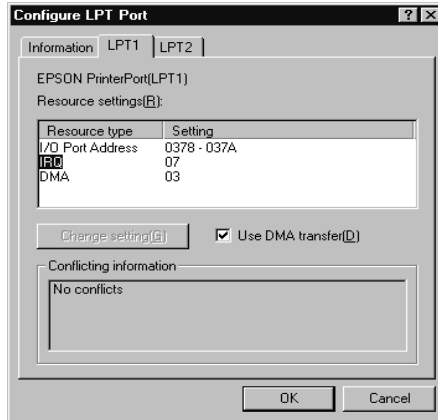 Configure LPT Port
Information LPT1 LPT2
EPSON PrinterPort(LPT1)
Resource settings(R):
Resource type Setting
I/O Port Address 0378 - 037A
IRQ 07
DMA 03
Change setting(G) Use DMA transfer(D)
Conflicting information
No conflicts
OK Cancel